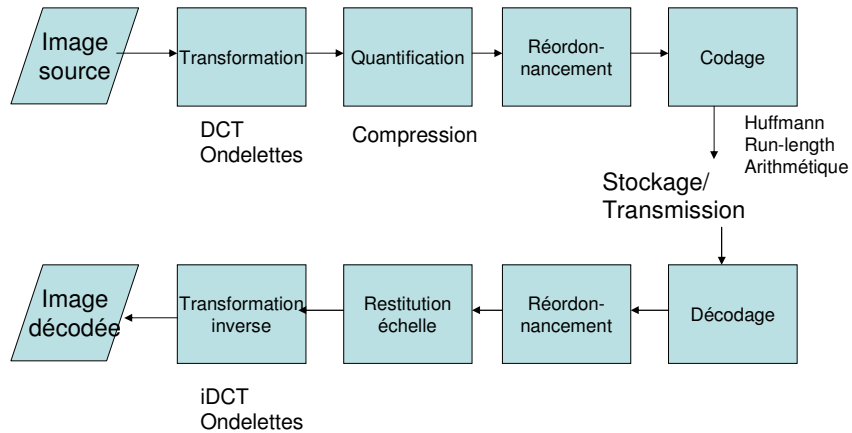 Image
source
Transformation
Quantification
Réordon-
nancement
Codage
DCT
Ondelettes
Compression
Huffmann
Run-length
Arithmétique
Stockage/
Transmission
Image
décodée
Transformation
inverse
Restitution
échelle
Réordon-
nancement
Décodage
iDCT
Ondelettes